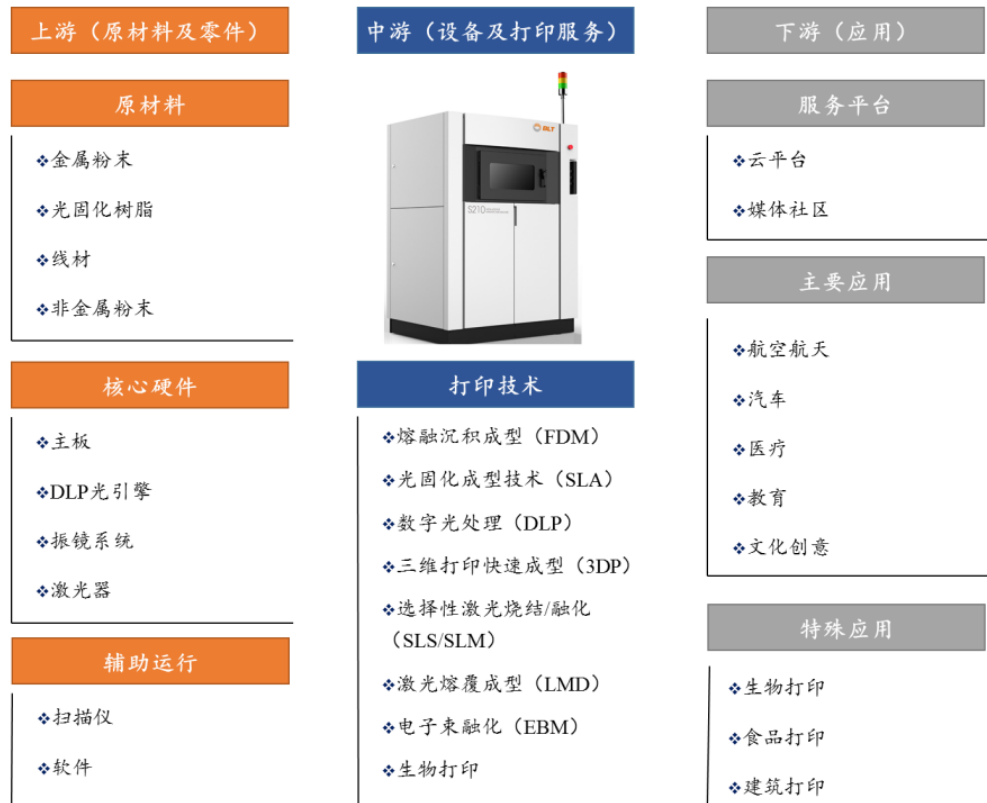 上游（原材料及零件）
原材料
金属粉末
光固化树脂
线材
非金属粉末
核心硬件
主板
DLP光引擎
振镜系统
激光器
辅助运行
扫描仪
软件
中游（设备及打印服务）
BLT
S210
打印技术
熔融沉积成型（FDM）
光固化成型技术（SLA）
数字光处理（DLP）
三维打印快速成型（3DP）
选择性激光烧结/融化
（SLS/SLM）
激光熔覆成型（LMD）
电子束融化（EBM）
生物打印
下游（应用）
服务平台
云平台
媒体社区
主要应用
航空航天
汽车
医疗
教育
文化创意
特殊应用
生物打印
食品打印
建筑打印